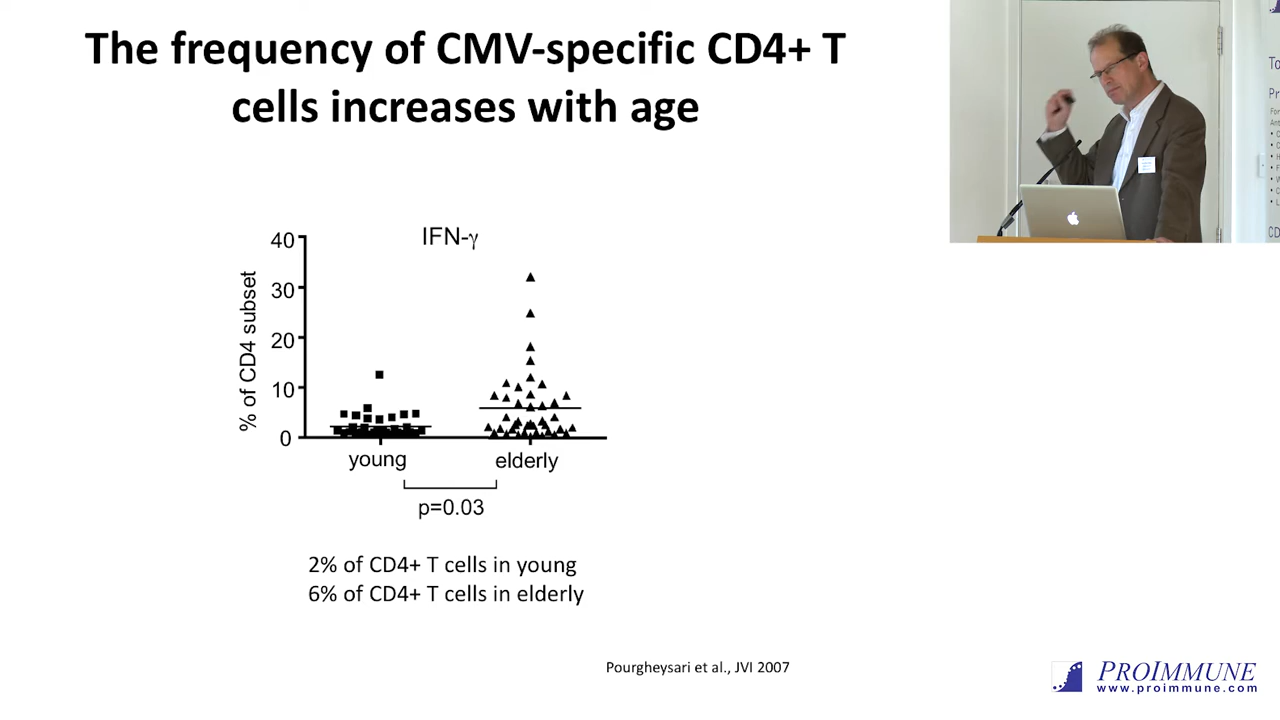 The frequency of CMV-specific CD4+ T
cells increases with age
IFN-γ
% of CD4 subset
40
30
20
10
0
young
elderly
p=0.03
2% of CD4+ T cells in young
6% of CD4+ T cells in elderly
Pourgheysari et al., JVI 2007
PROIMMUNE
www.proimmune.com